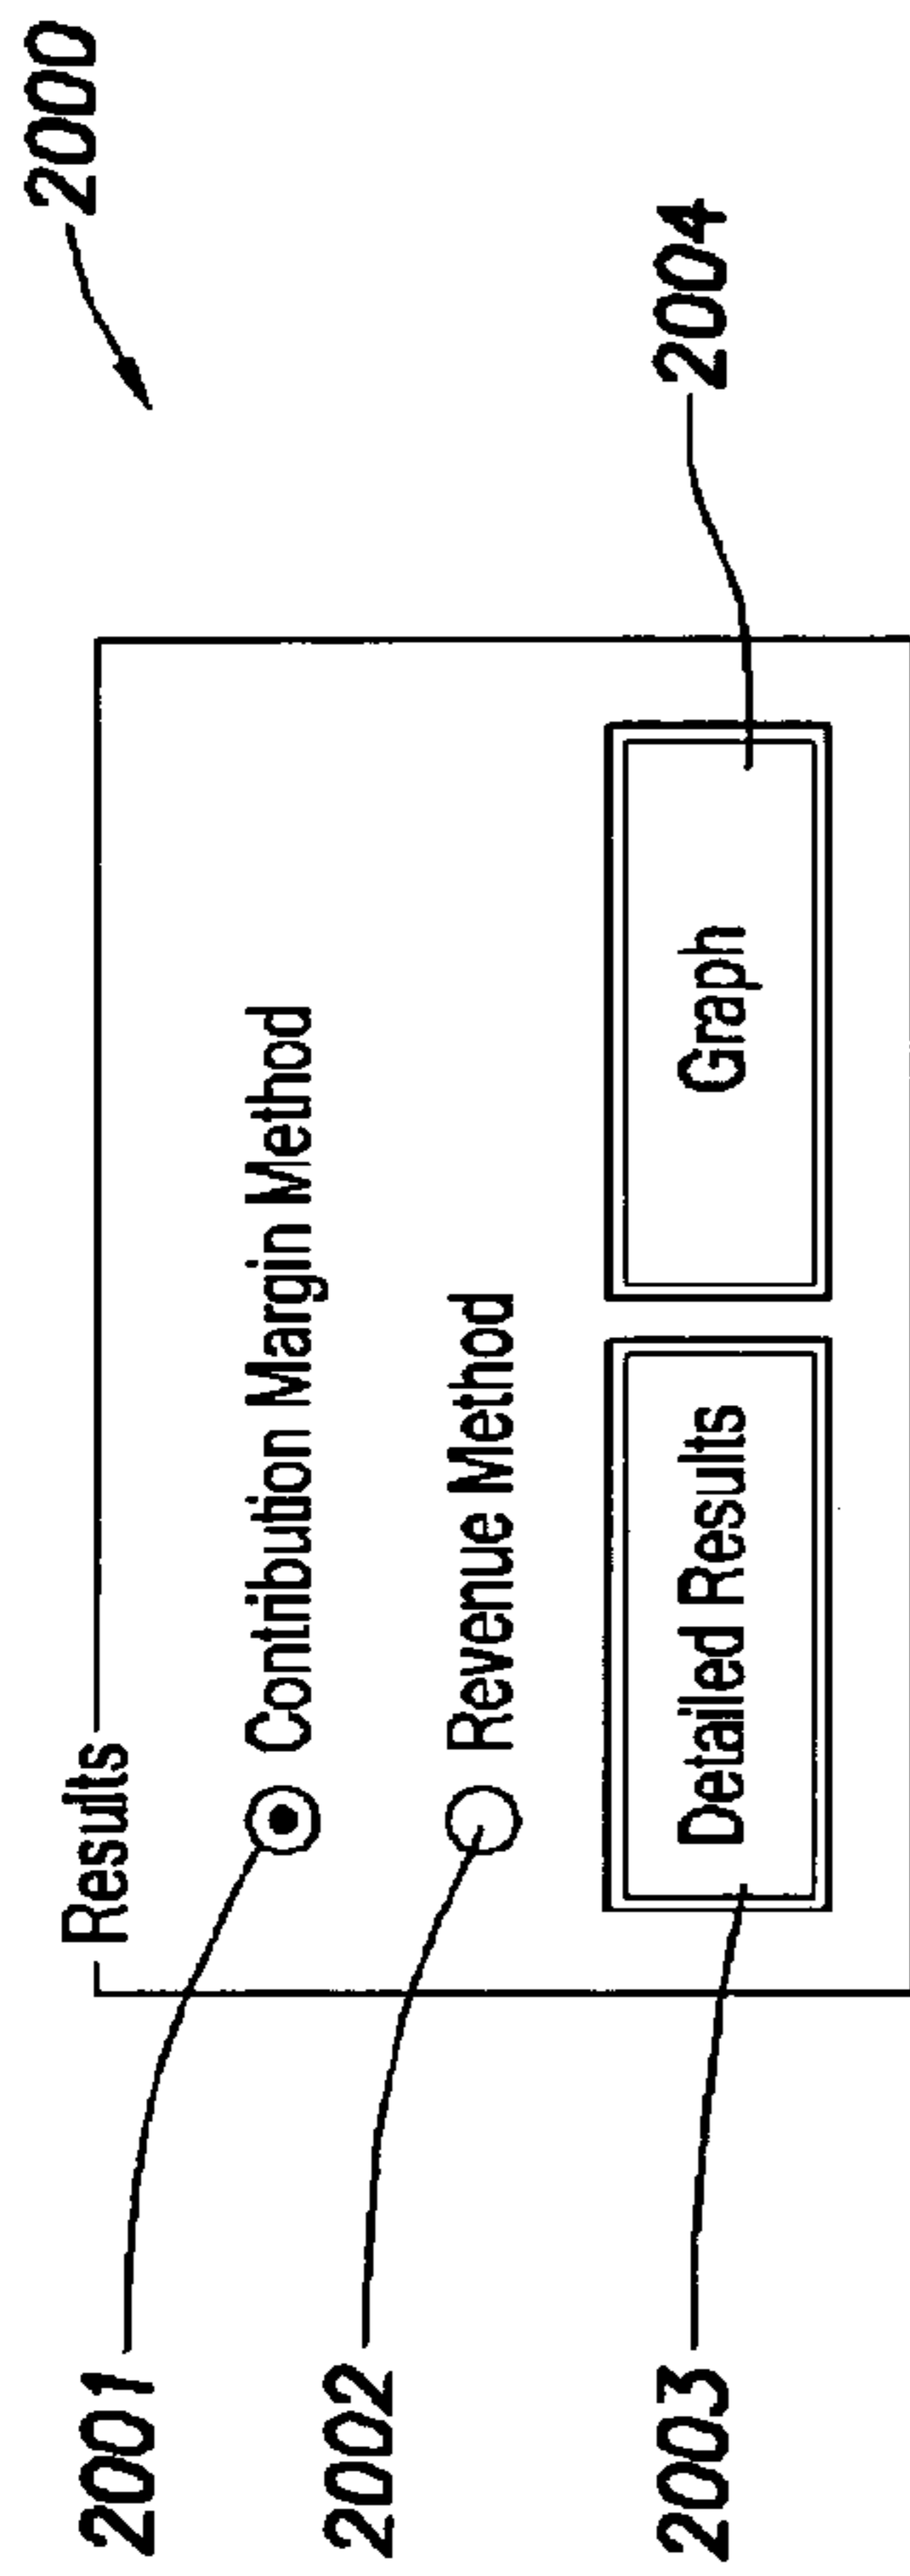 2000
Results
2001
Contribution Margin Method
2002
Revenue Method
2004
2003
Detailed Results
Graph